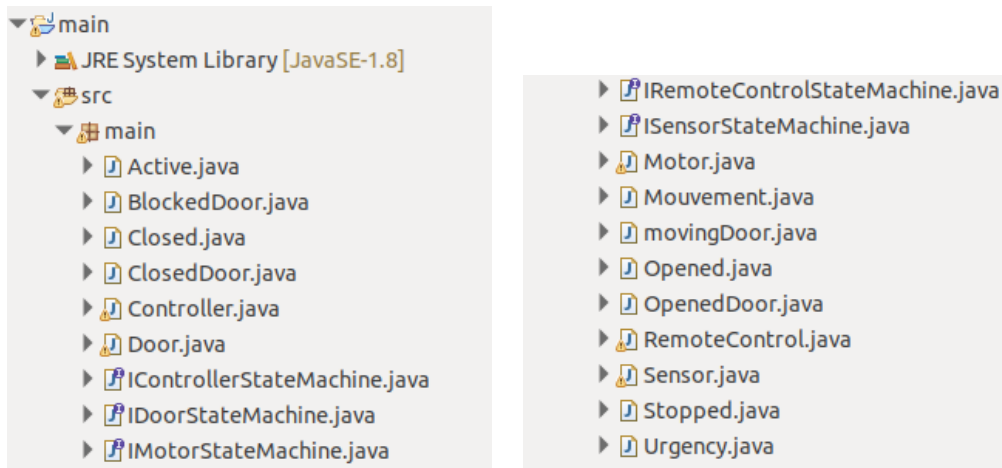 main
JRE System Library [JavaSE-1.8]
src
main
Active.java
BlockedDoor.java
Closed.java
ClosedDoor.java
Controller.java
Door.java
IControllerStateMachine.java
IDoorStateMachine.java
IMotorStateMachine.java
IRemoteControlStateMachine.java
ISensorStateMachine.java
Motor.java
Mouvement.java
movingDoor.java
Opened.java
OpenedDoor.java
RemoteControl.java
Sensor.java
Stopped.java
Urgency.java